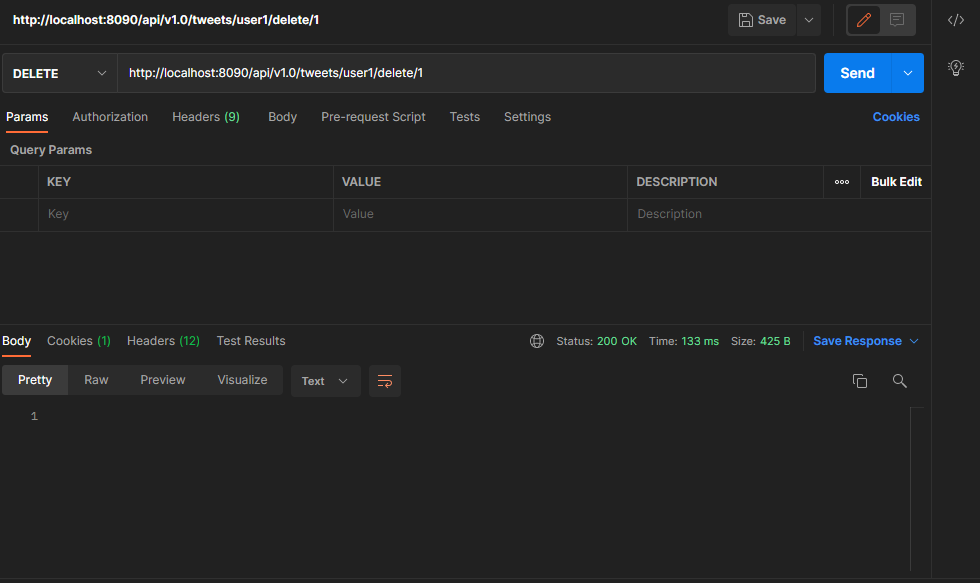 http://localhost:8090/api/v1.0/tweets/user1/delete/1
Save
DELETE
http://localhost:8090/api/v1.0/tweets/user1/delete/1
Send
Params Authorization Headers (9) Body Pre-request Script Tests Settings Cookies
Query Params
KEY VALUE DESCRIPTION Bulk Edit
Key Value Description
Body Cookies (1) Headers (12) Test Results Status: 200 OK Time: 133 ms Size: 425 B Save Response
Pretty Raw Preview Visualize Text
1